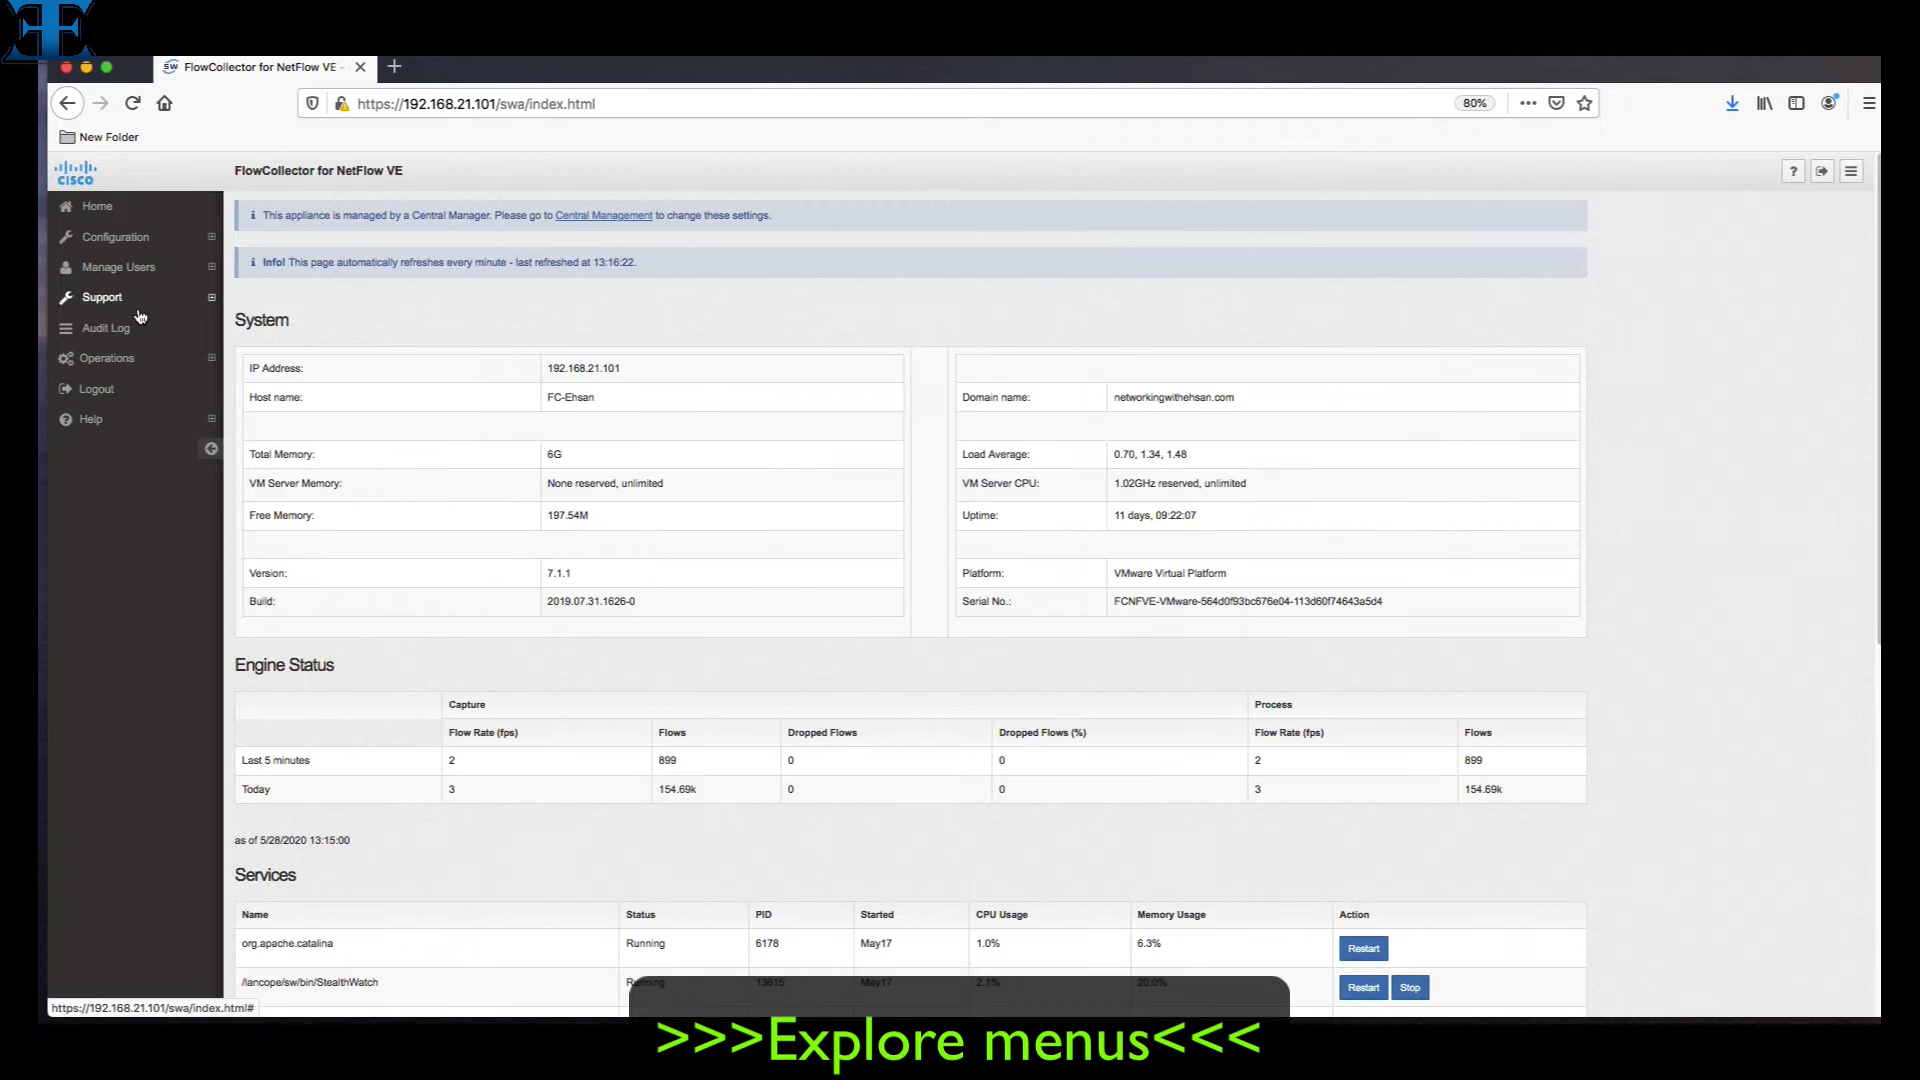 FlowCollector for NetFlow VE -
https://192.168.21.101/swa/index.html
80%
New Folder
CISCO
FlowCollector for NetFlow VE
Home
Configuration
Manage Users
Support
Audit Log
Operations
Logout
Help
This appliance is managed by a Central Manager. Please go to Central Management to change these settings.
Info! This page automatically refreshes every minute - last refreshed at 13:16:22.
System
IP Address: 192.168.21.101
Host name: FC-Ehsan Domain name: networkingwithehsan.com
Total Memory: 6G Load Average: 0.70, 1.34, 1.48
VM Server Memory: None reserved, unlimited VM Server CPU: 1.02GHz reserved, unlimited
Free Memory: 197.54M Uptime: 11 days, 09:22:07
Version: 7.1.1 Platform: VMware Virtual Platform
Build: 2019.07.31.1626-0 Serial No.: FCNFVE-VMware-564d0f93bc676e04-113d60f74643a5d4
Engine Status
Capture Process
Flow Rate (fps) Flows Dropped Flows Dropped Flows (%) Flow Rate (fps) Flows
Last 5 minutes 2 899 0 0 2 899
Today 3 154.69k 0 0 3 154.69k
as of 5/28/2020 13:15:00
Services
Name Status PID Started CPU Usage Memory Usage Action
org.apache.catalina Running 6178 May17 1.0% 6.3% Restart
/lancope/sw/bin/StealthWatch Running 13615 May17 2.1% 20.0% Restart Stop
https://192.168.21.101/swa/index.html#
>>>Explore menus<<<